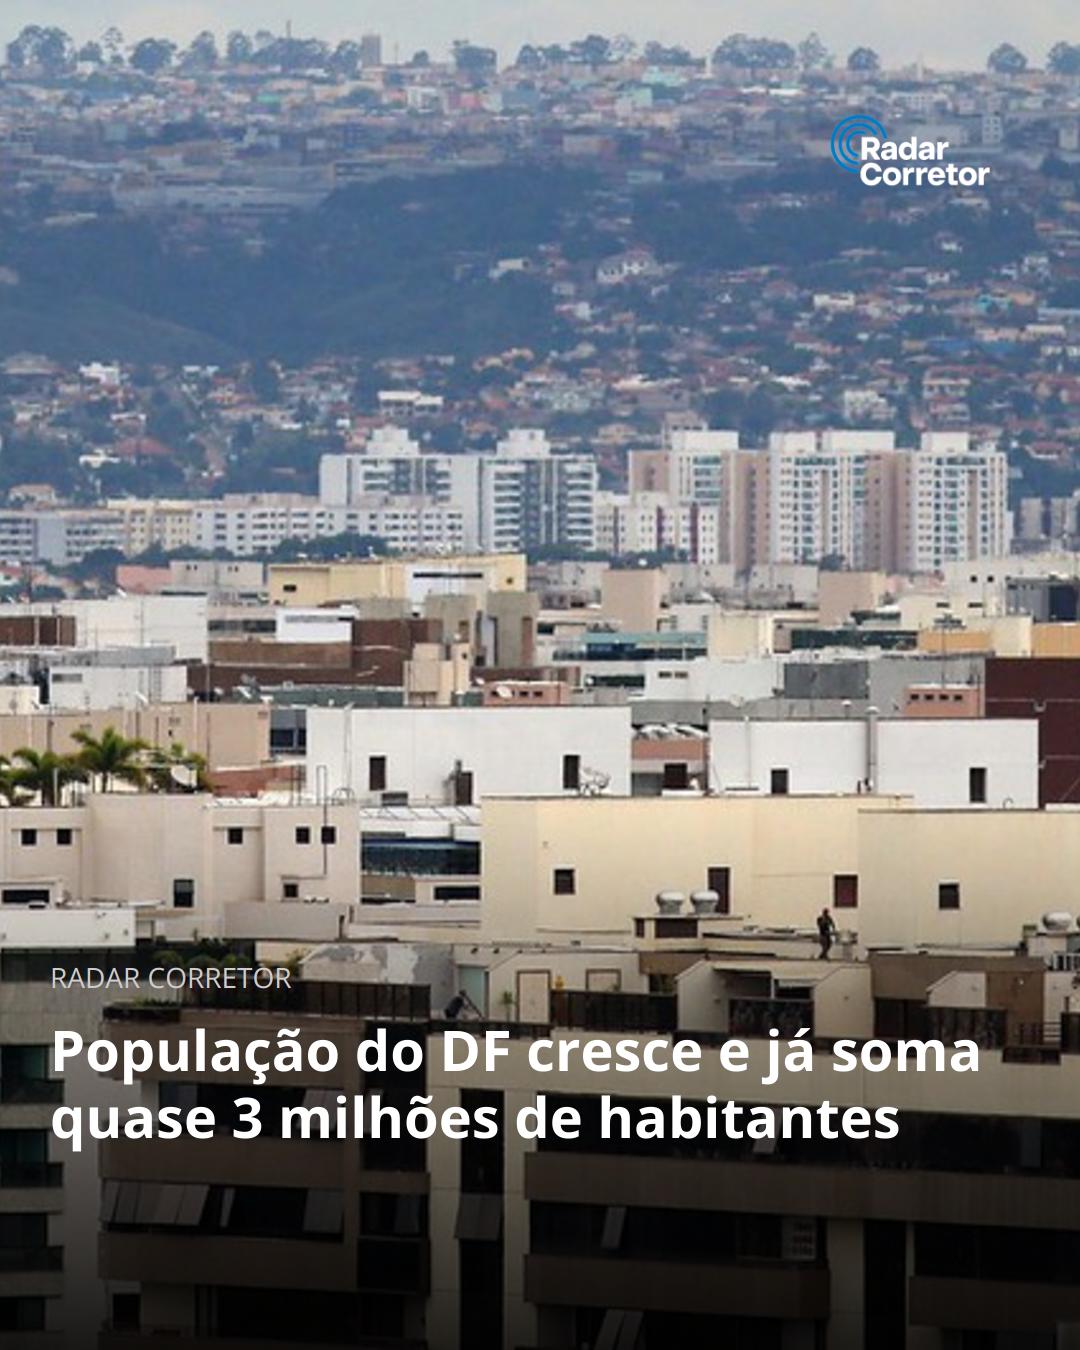 Radar
Corretor
RADAR CORRETOR
População do DF cresce e já soma
quase 3 milhões de habitantes